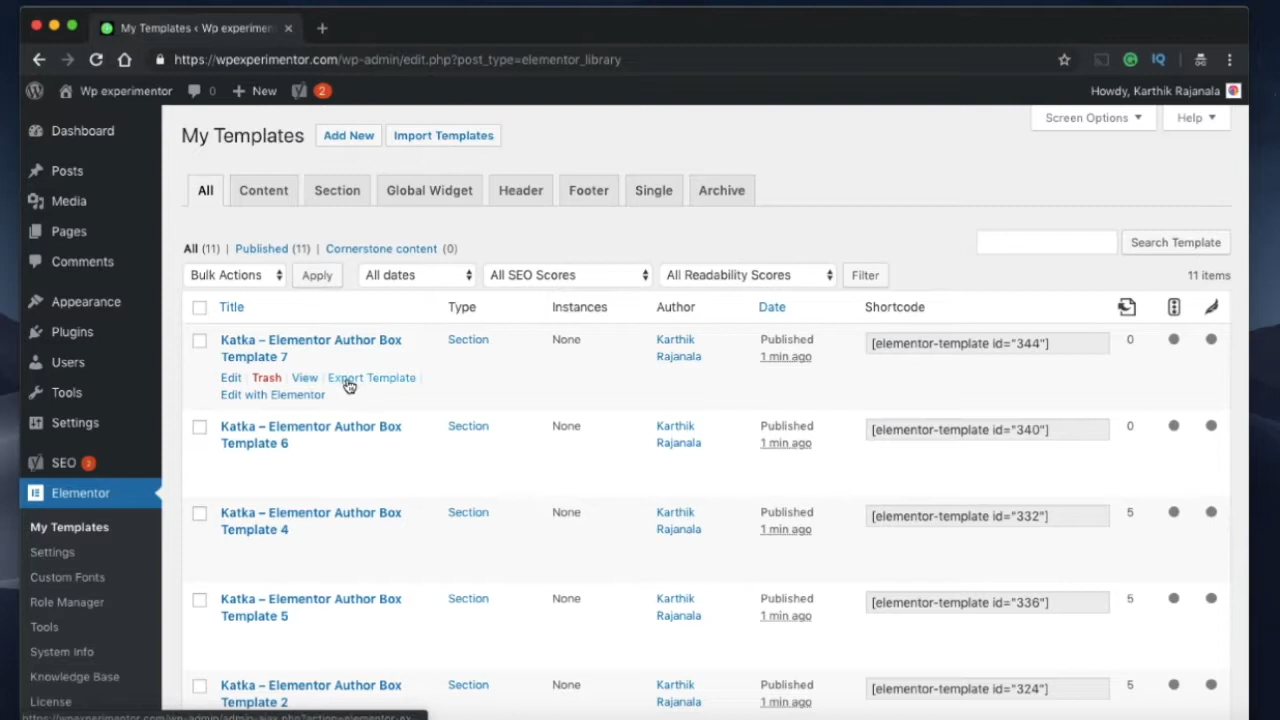 My Templates ‹ Wp experimen
https://wpexperimentor.com/wp-admin/edit.php?post_type=elementor_library
Wp experimentor 0 New 2 Howdy, Karthik Rajanala
Screen Options Help
My Templates Add New Import Templates
All Content Section Global Widget Header Footer Single Archive
All (11) | Published (11) | Cornerstone content (0)
Search Template
Bulk Actions Apply All dates All SEO Scores All Readability Scores Filter 11 items
Title Type Instances Author Date Shortcode
Katka – Elementor Author Box
Template 7
Section None Karthik
Rajanala
Published
1 min ago
[elementor-template id="344"] 0
Edit | Trash | View | Export Template |
Edit with Elementor
Katka – Elementor Author Box
Template 6
Section None Karthik
Rajanala
Published
1 min ago
[elementor-template id="340"] 0
Katka – Elementor Author Box
Template 4
Section None Karthik
Rajanala
Published
1 min ago
[elementor-template id="332"] 5
Katka – Elementor Author Box
Template 5
Section None Karthik
Rajanala
Published
1 min ago
[elementor-template id="336"] 5
Katka – Elementor Author Box
Template 2
Section None Karthik
Rajanala
Published
1 min ago
[elementor-template id="324"] 5
Dashboard
Posts
Media
Pages
Comments
Appearance
Plugins
Users
Tools
Settings
SEO 2
Elementor
My Templates
Settings
Custom Fonts
Role Manager
Tools
System Info
Knowledge Base
License